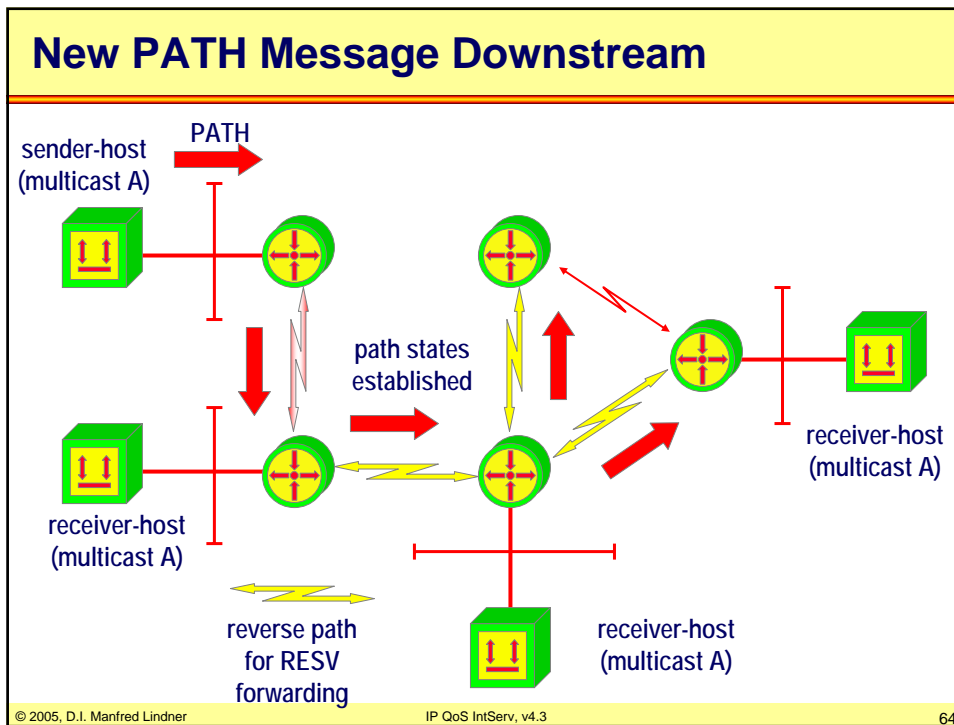 New PATH Message Downstream
PATH
sender-host
(multicast A)
path states
established
receiver-host
(multicast A)
receiver-host
(multicast A)
reverse path
for RESV
forwarding
receiver-host
(multicast A)
© 2005, D.I. Manfred Lindner
IP QoS IntServ, v4.3
64